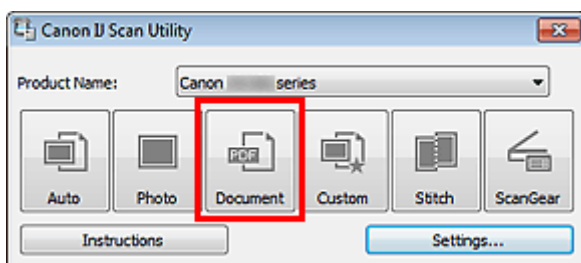 Canon IJ Scan Utility
Product Name: Canon series
PDF
Auto Photo Document Custom Stitch ScanGear
Instructions Settings...